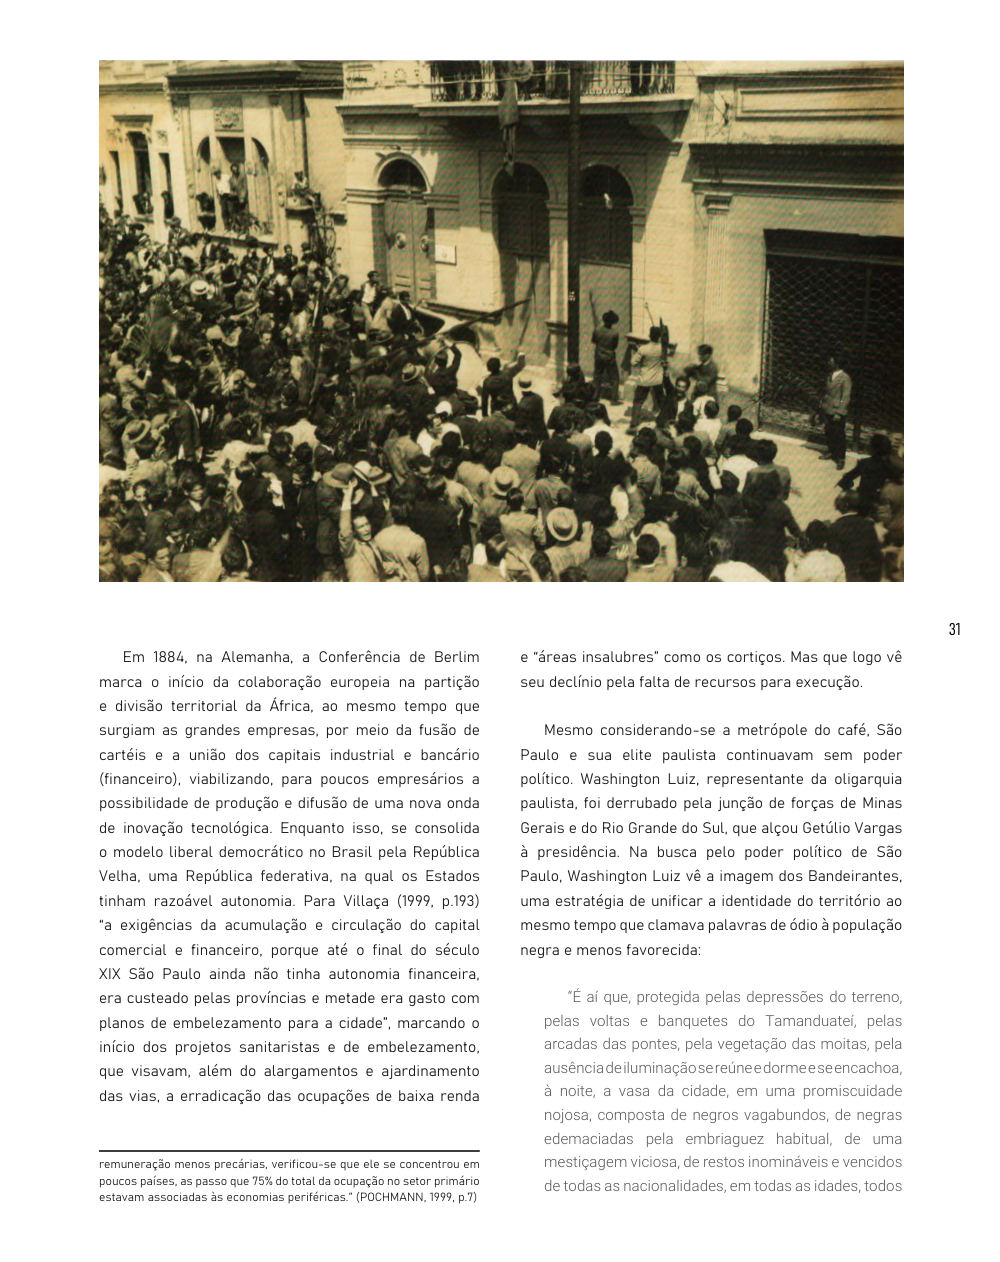 31
Em 1884, na Alemanha, a Conferência de Berlim
marca o início da colaboração europeia na partição
e divisão territorial da África, ao mesmo tempo que
surgiam as grandes empresas, por meio da fusão de
cartéis e a união dos capitais industrial e bancário
(financeiro), viabilizando, para poucos empresários a
possibilidade de produção e difusão de uma nova onda
de inovação tecnológica. Enquanto isso, se consolida
o modelo liberal democrático no Brasil pela República
Velha, uma República federativa, na qual os Estados
tinham razoável autonomia. Para Villaça (1999, p.193)
“a exigências da acumulação e circulação do capital
comercial e financeiro, porque até o final do século
XIX São Paulo ainda não tinha autonomia financeira,
era custeado pelas províncias e metade era gasto com
planos de embelezamento para a cidade”, marcando o
início dos projetos sanitaristas e de embelezamento,
que visavam, além do alargamentos e ajardinamento
das vias, a erradicação das ocupações de baixa renda
remuneração menos precárias, verificou-se que ele se concentrou em
poucos países, as passo que 75% do total da ocupação no setor primário
estavam associadas às economias periféricas.” (POCHMANN, 1999, p.7)
e “áreas insalubres” como os cortiços. Mas que logo vê
seu declínio pela falta de recursos para execução.
Mesmo considerando-se a metrópole do café, São
Paulo e sua elite paulista continuavam sem poder
político. Washington Luiz, representante da oligarquia
paulista, foi derrubado pela junção de forças de Minas
Gerais e do Rio Grande do Sul, que alçou Getúlio Vargas
à presidência. Na busca pelo poder político de São
Paulo, Washington Luiz vê a imagem dos Bandeirantes,
uma estratégia de unificar a identidade do território ao
mesmo tempo que clamava palavras de ódio à população
negra e menos favorecida:
“É aí que, protegida pelas depressões do terreno,
pelas voltas e banquetes do Tamanduateí, pelas
arcadas das pontes, pela vegetação das moitas, pela
ausência de iluminação se reúne e dorme e se encachoa,
à noite, a vasa da cidade, em uma promiscuidade
nojosa, composta de negros vagabundos, de negras
edemaciadas pela embriaguez habitual, de uma
mestiçagem viciosa, de restos inomináveis e vencidos
de todas as nacionalidades, em todas as idades, todos